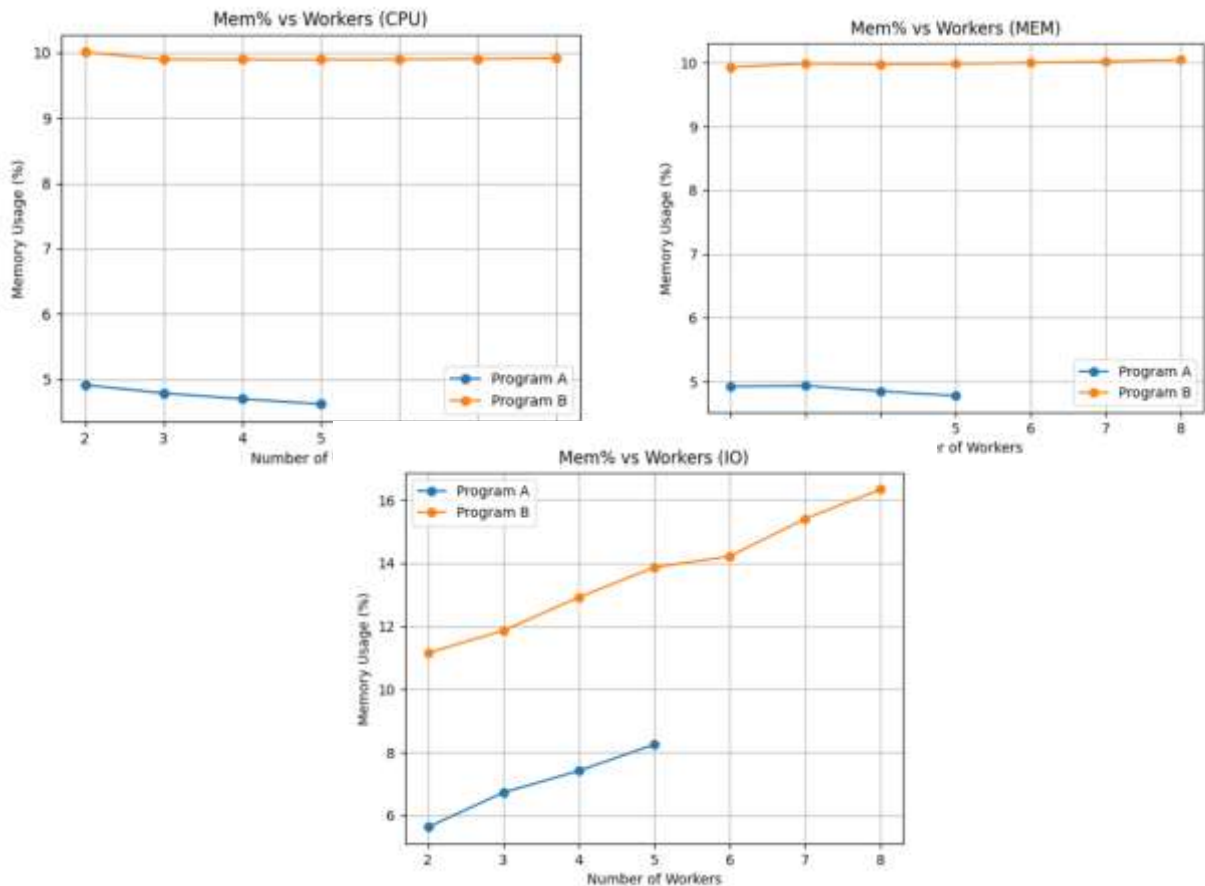 Mem% vs Workers (CPU)
Memory Usage (%)
10
9
8
7
6
5
Program A
Program B
2 3 4 5
Number of
Mem% vs Workers (MEM)
Memory Usage (%)
10
9
8
7
6
5
Program A
Program B
5 6 7 8
r of Workers
Mem% vs Workers (IO)
Program A
Program B
Memory Usage (%)
16
14
12
10
8
6
2 3 4 5 6 7 8
Number of Workers